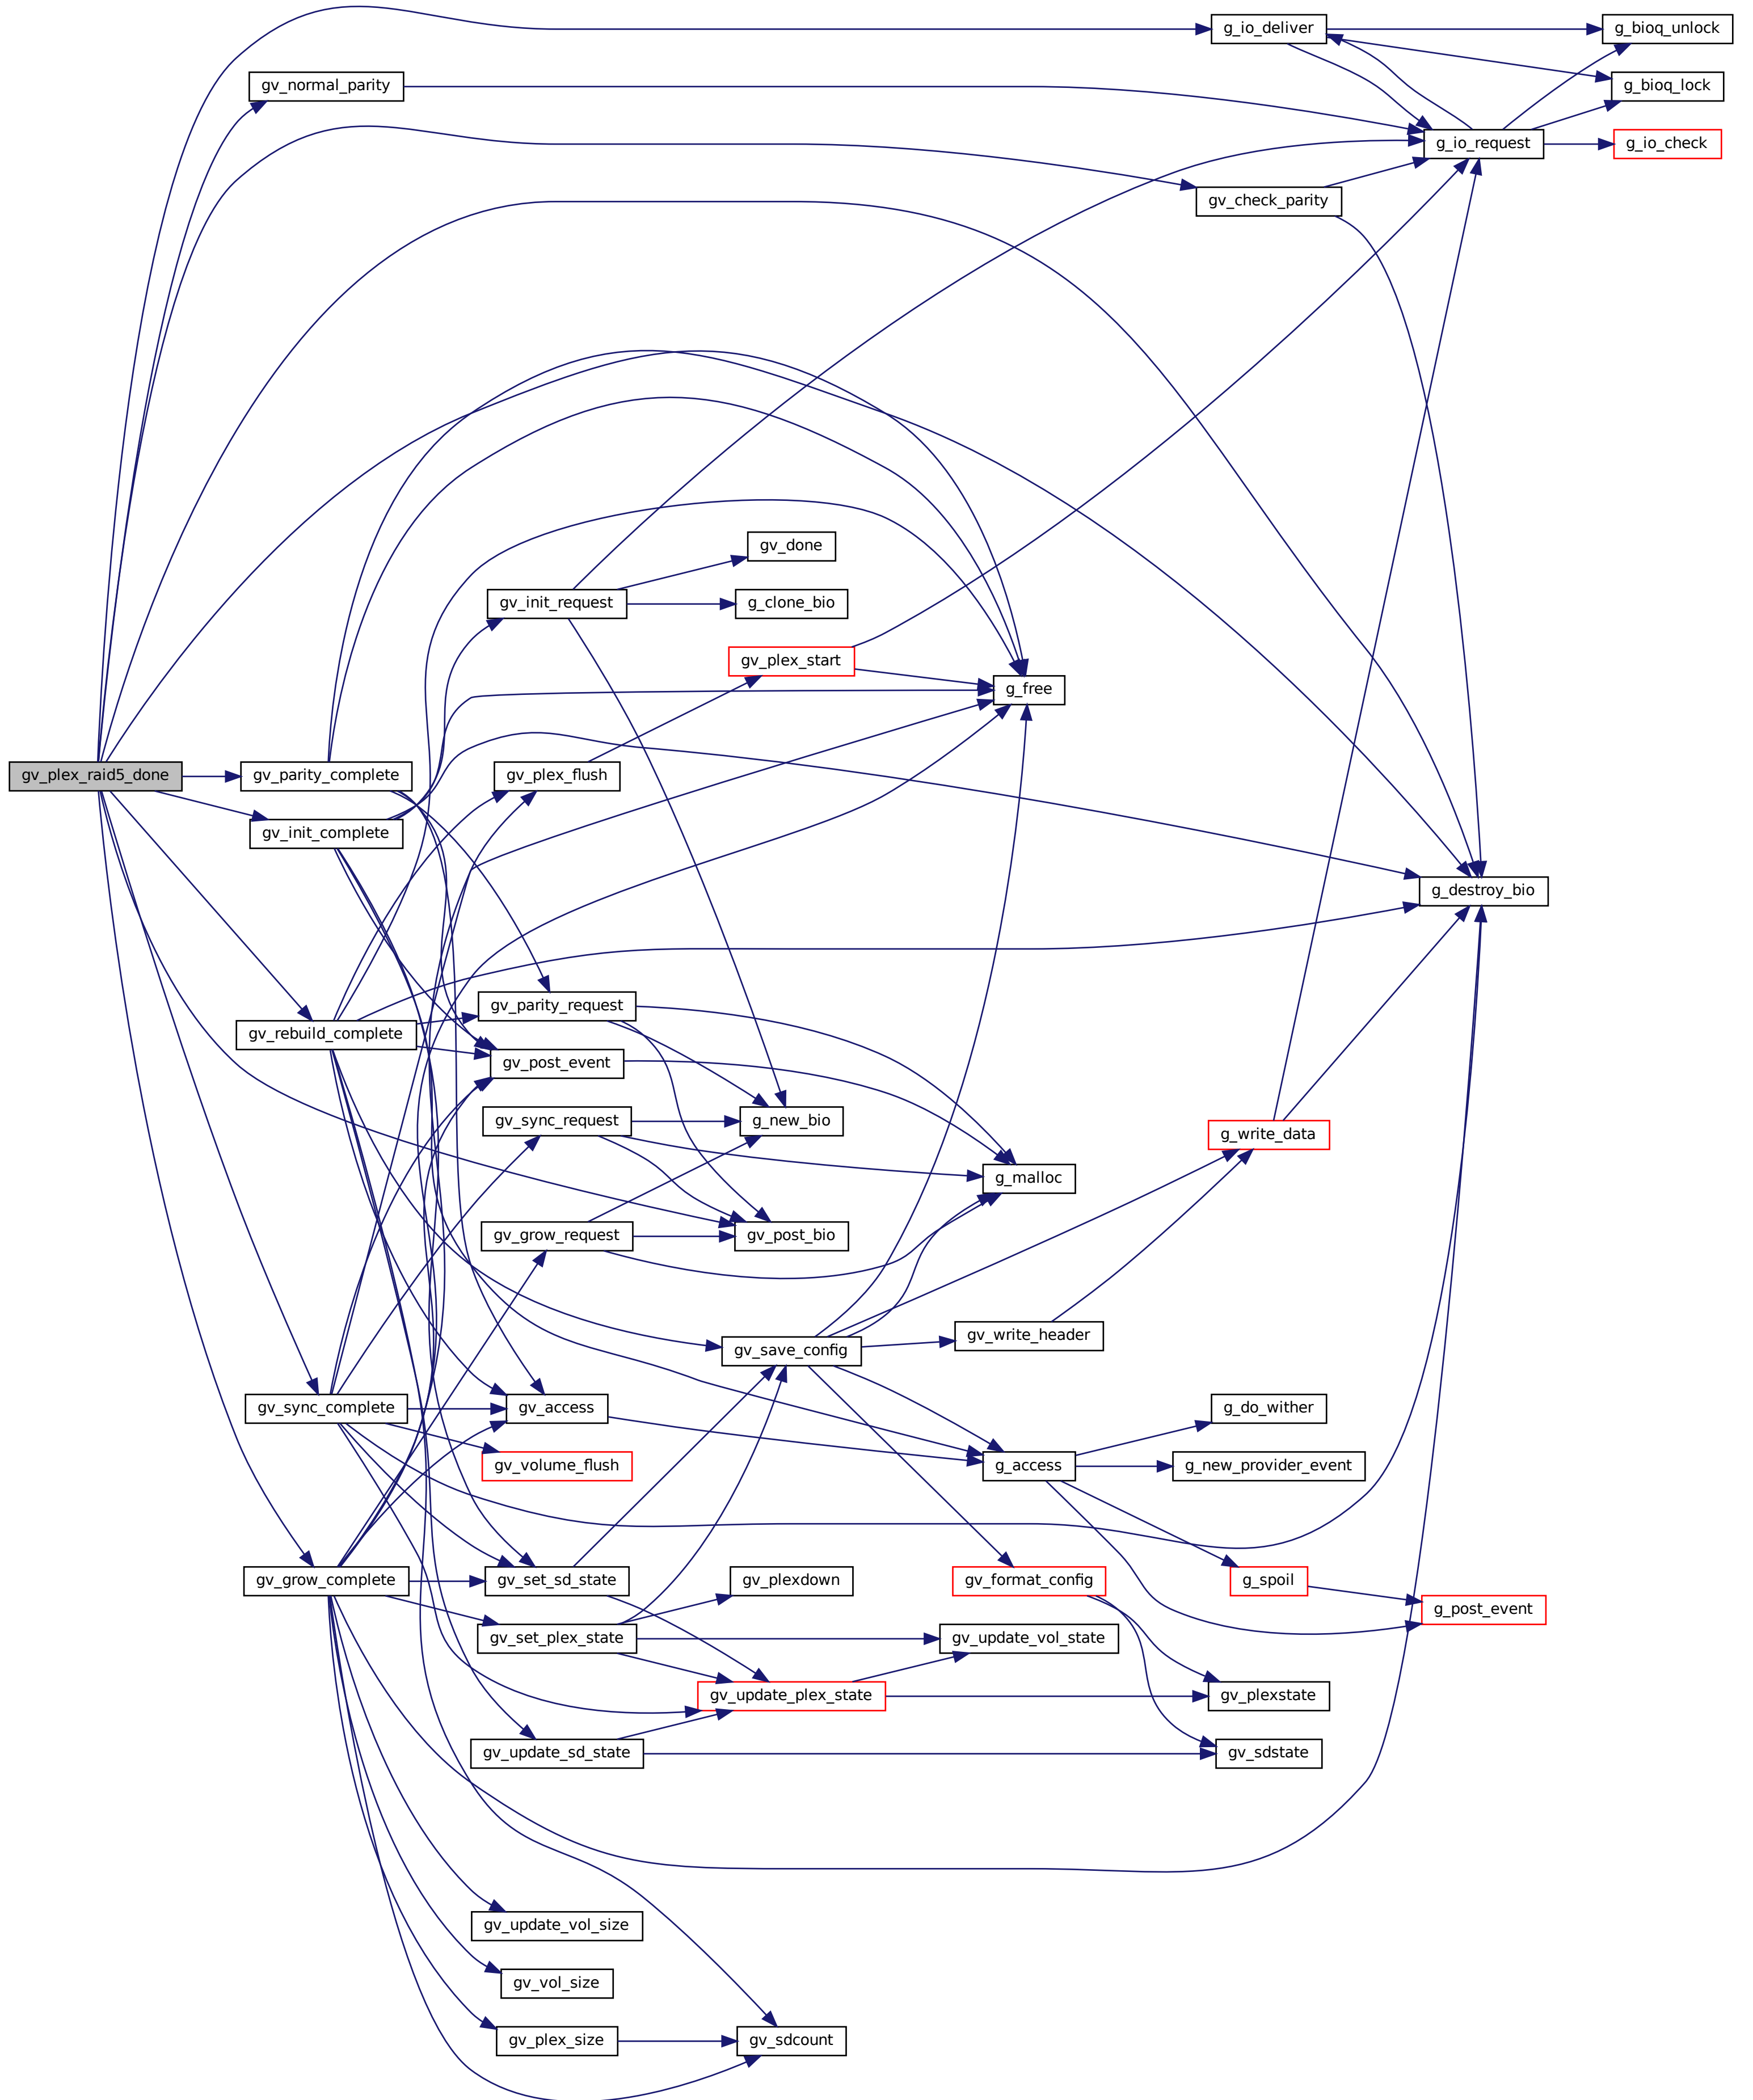 g_io_deliver
g_bioq_unlock
gv_normal_parity
g_bioq_lock
g_io_request
g_io_check
gv_check_parity
gv_done
gv_init_request
g_clone_bio
gv_plex_start
g_free
gv_plex_raid5_done
gv_parity_complete
gv_plex_flush
gv_init_complete
g_destroy_bio
gv_parity_request
gv_rebuild_complete
gv_post_event
gv_sync_request
g_new_bio
g_write_data
g_malloc
gv_grow_request
gv_post_bio
gv_write_header
gv_save_config
gv_sync_complete
gv_access
g_do_wither
gv_volume_flush
g_access
g_new_provider_event
gv_grow_complete
gv_set_sd_state
gv_plexdown
gv_format_config
g_spoil
g_post_event
gv_set_plex_state
gv_update_vol_state
gv_update_plex_state
gv_plexstate
gv_update_sd_state
gv_sdstate
gv_update_vol_size
gv_vol_size
gv_plex_size
gv_sdcount